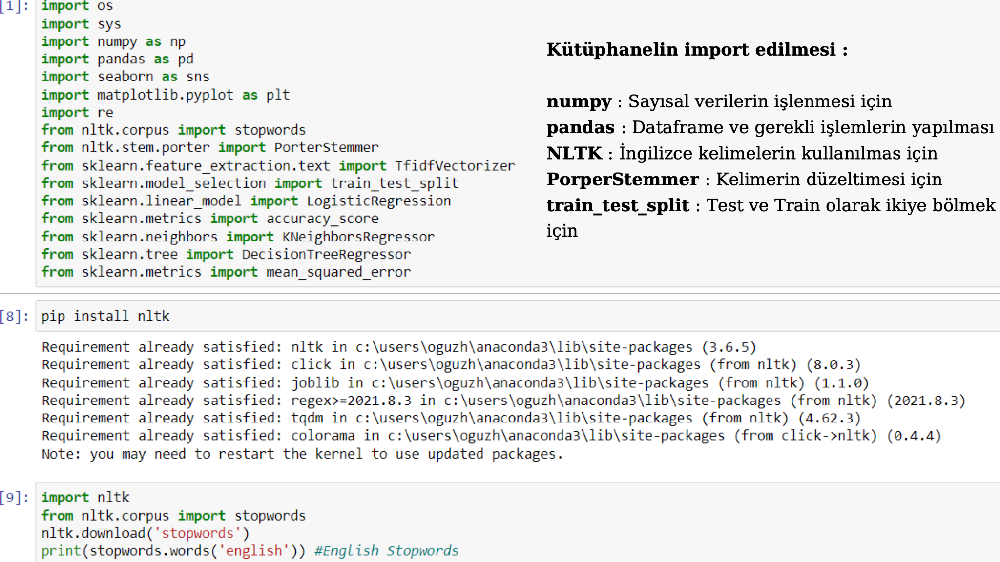 [1]:
import os
import sys
import numpy as np
import pandas as pd
import seaborn as sns
import matplotlib.pyplot as plt
import re
from nltk.corpus import stopwords
from nltk.stem.porter import PorterStemmer
from sklearn.feature_extraction.text import TfidfVectorizer
from sklearn.model_selection import train_test_split
from sklearn.linear_model import LogisticRegression
from sklearn.metrics import accuracy_score
from sklearn.neighbors import KNeighborsRegressor
from sklearn.tree import DecisionTreeRegressor
from sklearn.metrics import mean_squared_error
Kütüphanelin import edilmesi :
numpy : Sayısal verilerin işlenmesi için
pandas : Dataframe ve gerekli işlemlerin yapılması
NLTK : İngilizce kelimelerin kullanılmas için
PorperStemmer : Kelimerin düzeltimesi için
train_test_split : Test ve Train olarak ikiye bölmek
için
[8]:
pip install nltk
Requirement already satisfied: nltk in c:\users\oguzh\anaconda3\lib\site-packages (3.6.5)
Requirement already satisfied: click in c:\users\oguzh\anaconda3\lib\site-packages (from nltk) (8.0.3)
Requirement already satisfied: joblib in c:\users\oguzh\anaconda3\lib\site-packages (from nltk) (1.1.0)
Requirement already satisfied: regex>=2021.8.3 in c:\users\oguzh\anaconda3\lib\site-packages (from nltk) (2021.8.3)
Requirement already satisfied: tqdm in c:\users\oguzh\anaconda3\lib\site-packages (from nltk) (4.62.3)
Requirement already satisfied: colorama in c:\users\oguzh\anaconda3\lib\site-packages (from click->nltk) (0.4.4)
Note: you may need to restart the kernel to use updated packages.
[9]:
import nltk
from nltk.corpus import stopwords
nltk.download('stopwords')
print(stopwords.words('english')) #English Stopwords